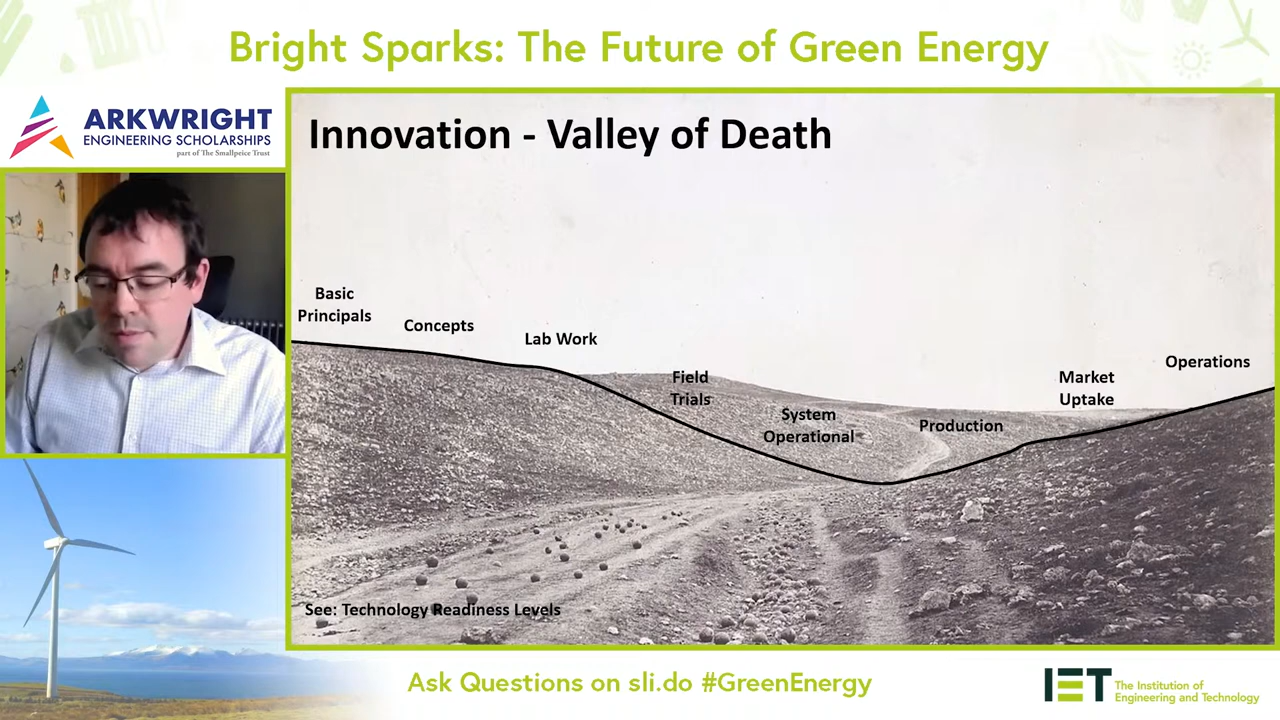 Bright Sparks: The Future of Green Energy
ARKWRIGHT
ENGINEERING SCHOLARSHIPS
part of The Smallpeice Trust
Innovation - Valley of Death
Basic
Principals
Concepts
Lab Work
Field
Trials
System
Operational
Production
Market
Uptake
Operations
See: Technology Readiness Levels
Ask Questions on sli.do #GreenEnergy
IET
The Institution of
Engineering and Technology